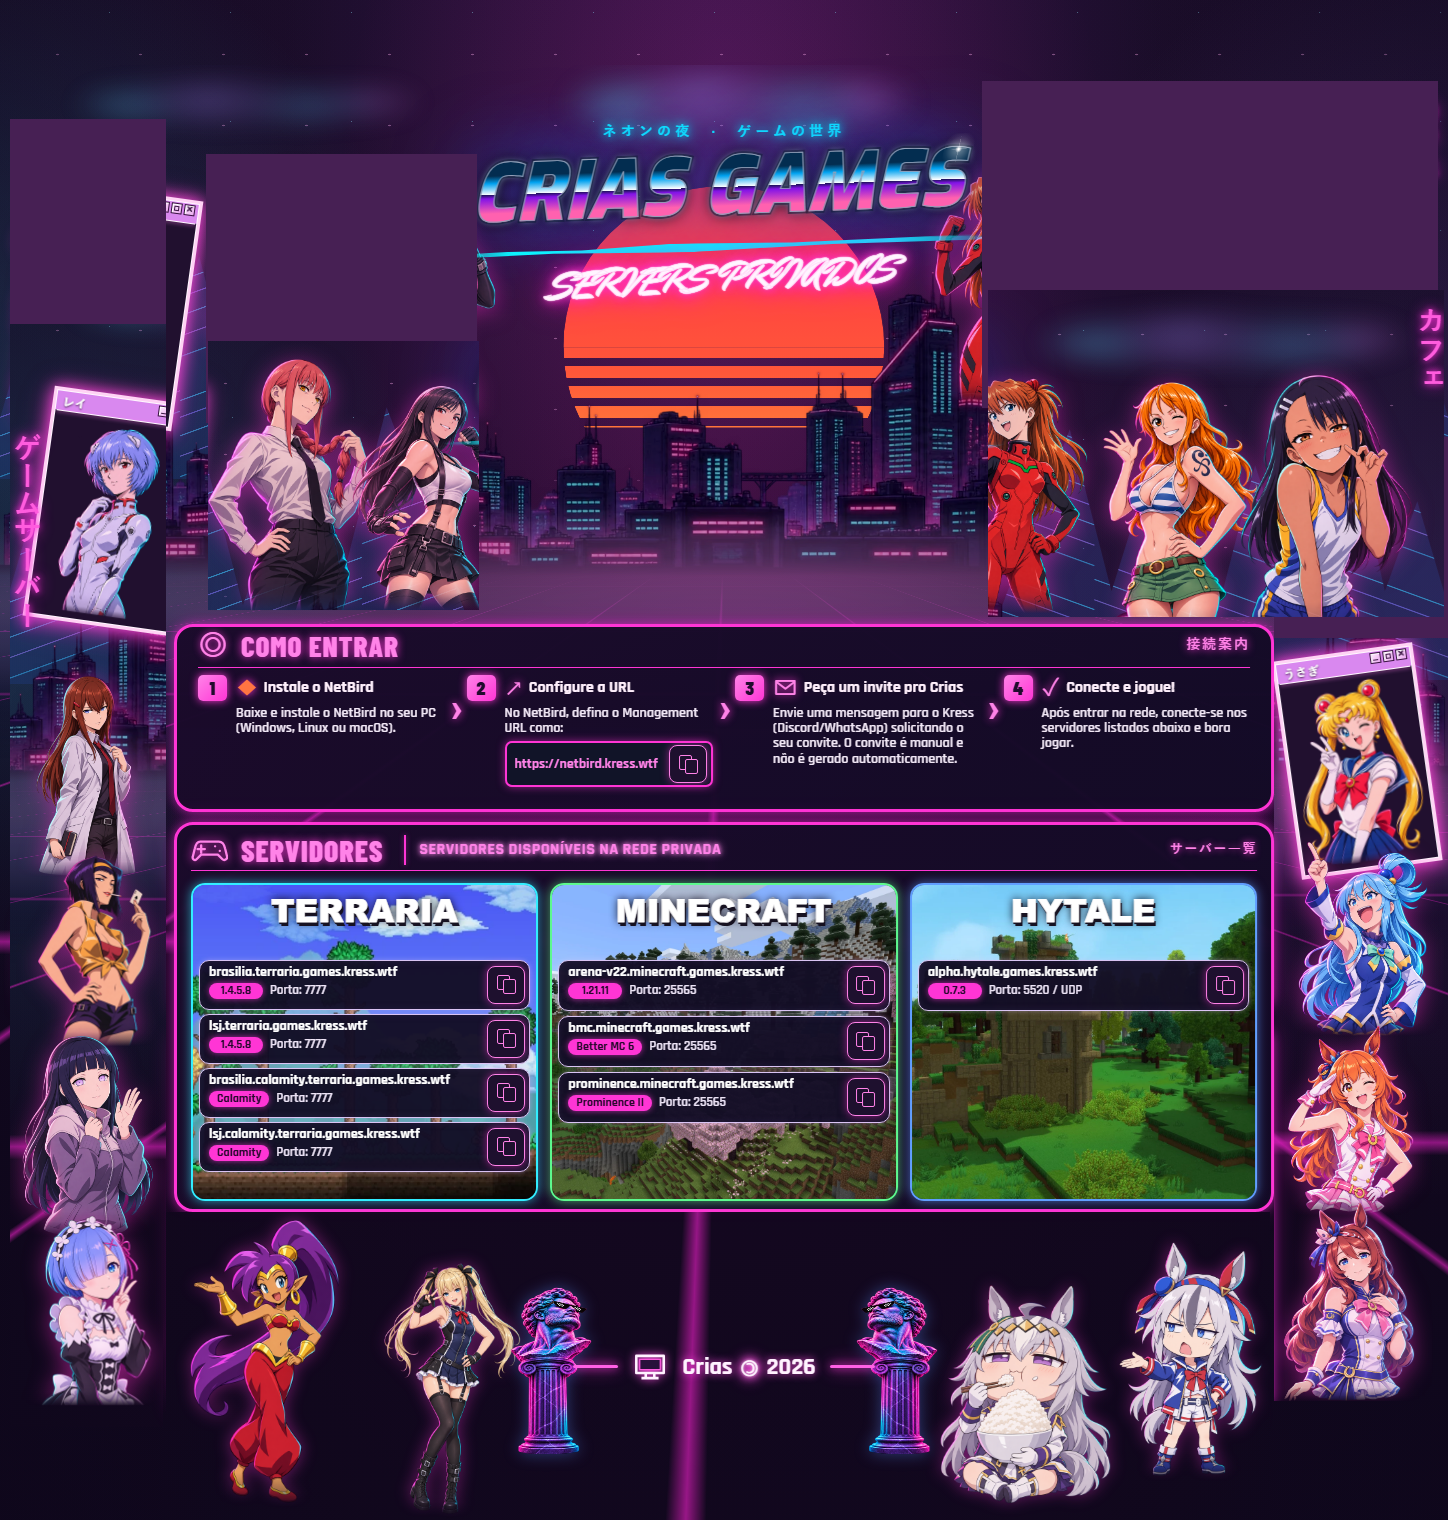 ネオンの夜 · ゲームの世界
CRIAS GAMES
SERVERS PRIVADOS
カフェ
レイ
ゲームサーバー
COMO ENTRAR
接続案内
1
Instale o NetBird
Baixe e instale o NetBird no seu PC
(Windows, Linux ou macOS).
2
Configure a URL
No NetBird, defina o Management
URL como:
https://netbird.kress.wtf
3
Peça um invite pro Crias
Envie uma mensagem para o Kress
(Discord/WhatsApp) solicitando o
seu convite. O convite é manual e
não é gerado automaticamente.
4
Conecte e jogue!
Após entrar na rede, conecte-se nos
servidores listados abaixo e bora
jogar.
うさぎ
SERVIDORES
SERVIDORES DISPONÍVEIS NA REDE PRIVADA
サーバー一覧
TERRARIA
brasilia.terraria.games.kress.wtf
1.4.5.8 Porta: 7777
lsj.terraria.games.kress.wtf
1.4.5.8 Porta: 7777
brasilia.calamity.terraria.games.kress.wtf
Calamity Porta: 7777
lsj.calamity.terraria.games.kress.wtf
Calamity Porta: 7777
MINECRAFT
arena-v22.minecraft.games.kress.wtf
1.21.11 Porta: 25565
bmc.minecraft.games.kress.wtf
Better MC 6 Porta: 25565
prominence.minecraft.games.kress.wtf
Prominence II Porta: 25565
HYTALE
alpha.hytale.games.kress.wtf
0.7.3 Porta: 5520 / UDP
Crias 2026